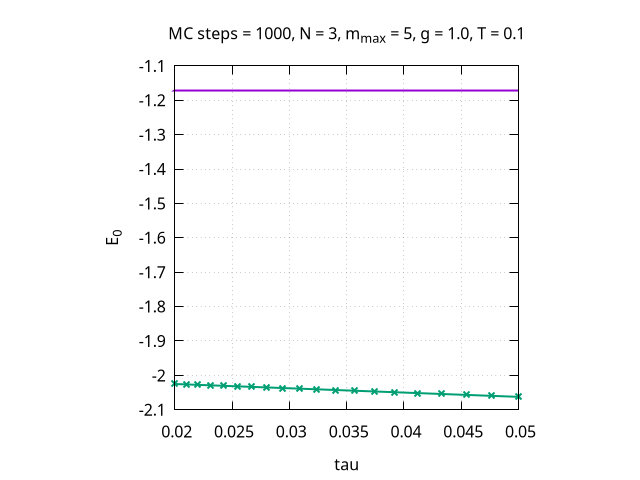 MC steps = 1000, N = 3, mmax = 5, g = 1.0, T = 0.1
-1.1
-1.2
-1.3
-1.4
-1.5
-1.6
-1.7
-1.8
-1.9
-2
-2.1
E0
0.02 0.025 0.03 0.035 0.04 0.045 0.05
tau